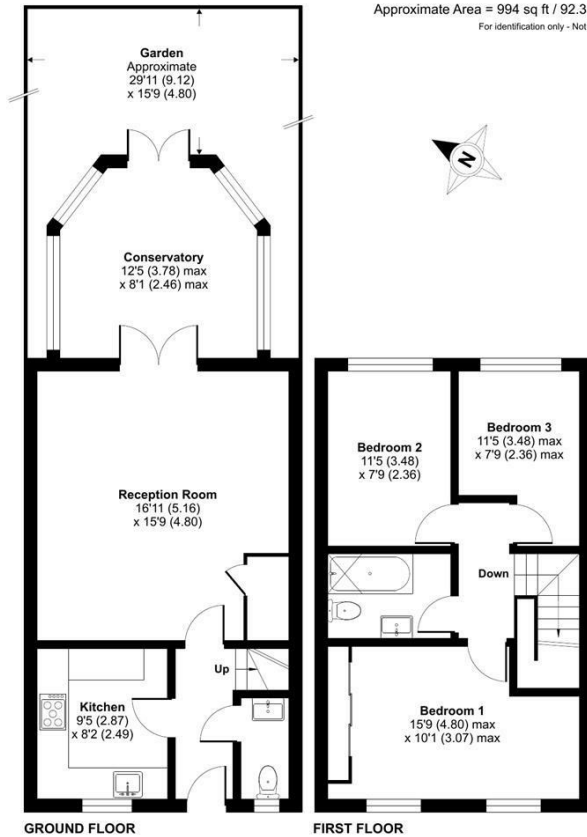 Approximate Area = 994 sq ft / 92.3
For identification only - Not
Garden
Approximate
29'11 (9.12)
x 15'9 (4.80)
N
Conservatory
12'5 (3.78) max
x 8'1 (2.46) max
Reception Room
16'11 (5.16)
x 15'9 (4.80)
Up
Kitchen
9'5 (2.87)
x 8'2 (2.49)
GROUND FLOOR
Bedroom 2
11'5 (3.48)
x 7'9 (2.36)
Bedroom 3
11'5 (3.48) max
x 7'9 (2.36) max
Down
Bedroom 1
15'9 (4.80) max
x 10'1 (3.07) max
FIRST FLOOR